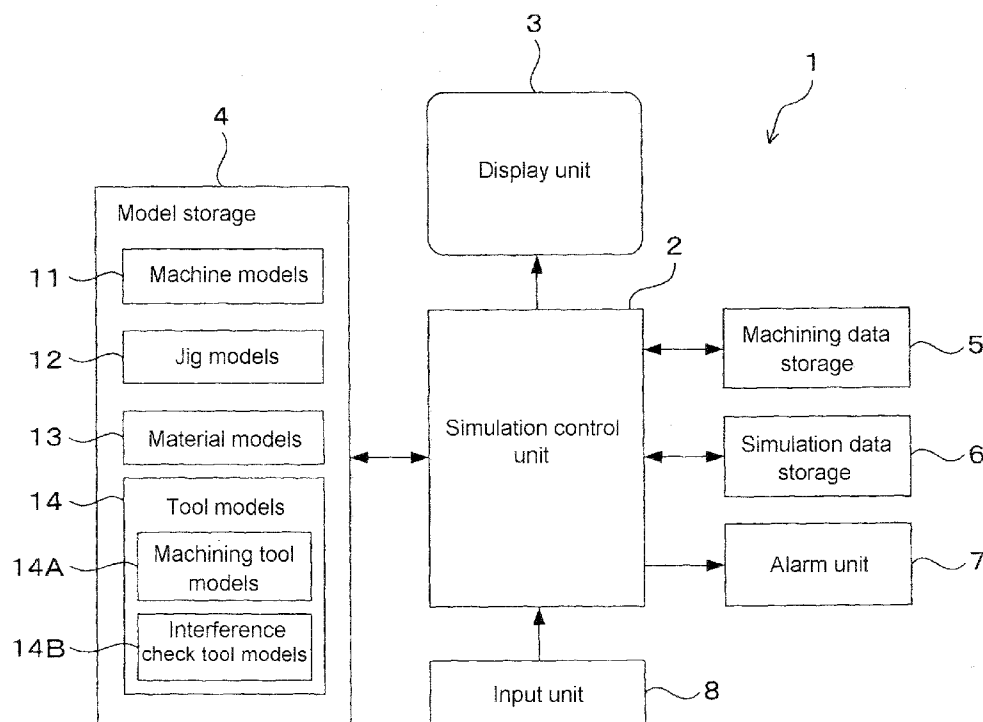 3
1
4
Display unit
Model storage
2
11
Machine models
Machining data
storage
5
12
Jig models
13
Material models
Simulation control
unit
Simulation data
storage
6
14
Tool models
14A
Machining tool
models
Alarm unit
7
14B
Interference
check tool models
Input unit
8